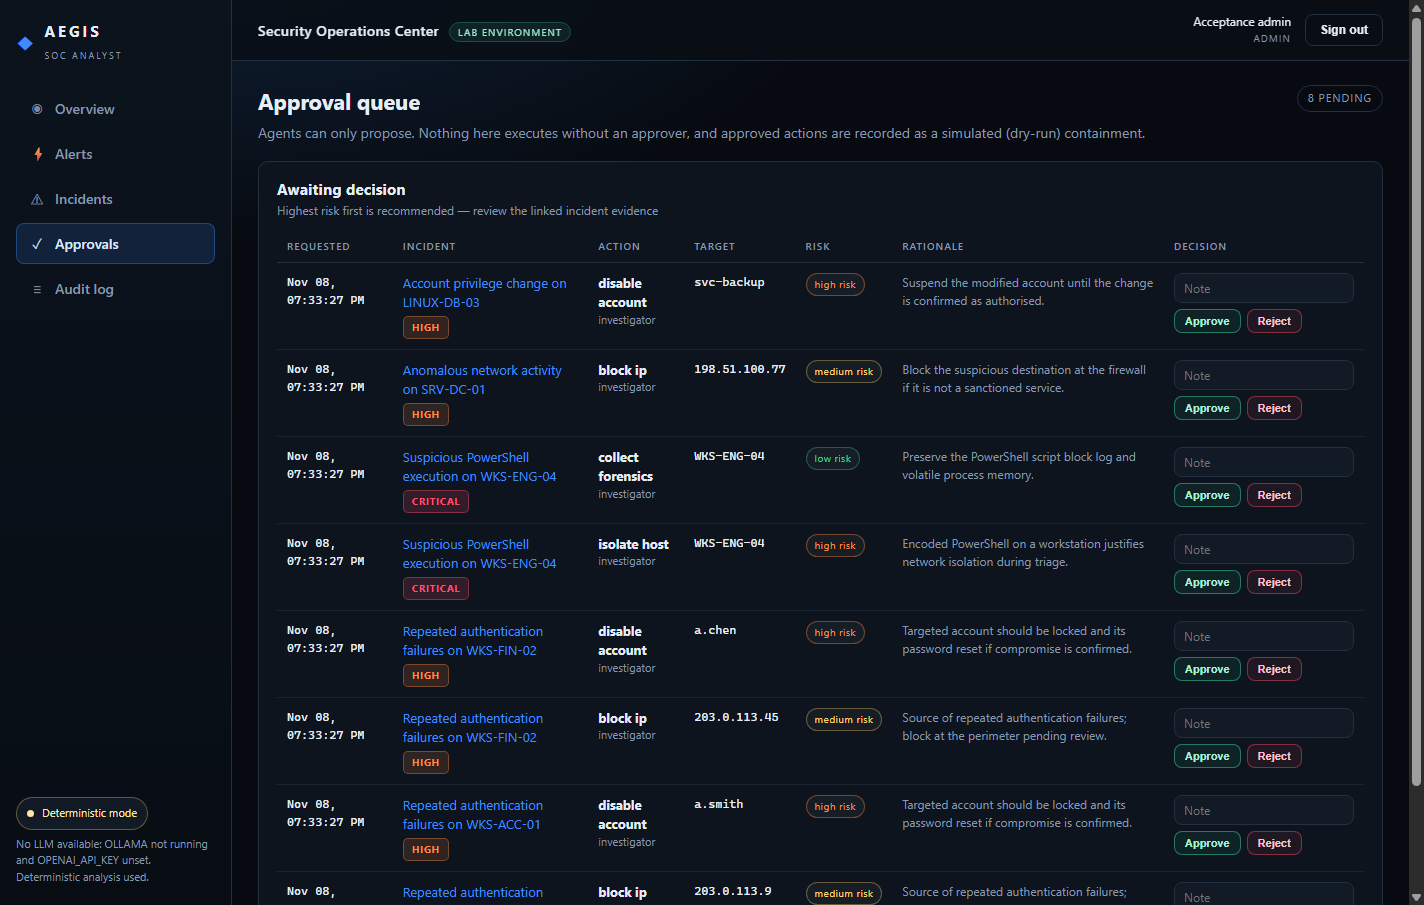 AEGIS
SOC ANALYST
Overview
Alerts
Incidents
Approvals
Audit log
Deterministic mode
No LLM available: OLLAMA not running
and OPENAI_API_KEY unset.
Deterministic analysis used.
Security Operations Center
LAB ENVIRONMENT
Acceptance admin
ADMIN
Sign out
Approval queue
8 PENDING
Agents can only propose. Nothing here executes without an approver, and approved actions are recorded as a simulated (dry-run) containment.
Awaiting decision
Highest risk first is recommended — review the linked incident evidence
REQUESTED INCIDENT ACTION TARGET RISK RATIONALE DECISION
Nov 08,
07:33:27 PM
Account privilege change on
LINUX-DB-03
HIGH
disable
account
investigator
svc-backup
high risk
Suspend the modified account until the change
is confirmed as authorised.
Note
Approve Reject
Nov 08,
07:33:27 PM
Anomalous network activity
on SRV-DC-01
HIGH
block ip
investigator
198.51.100.77
medium risk
Block the suspicious destination at the firewall
if it is not a sanctioned service.
Note
Approve Reject
Nov 08,
07:33:27 PM
Suspicious PowerShell
execution on WKS-ENG-04
CRITICAL
collect
forensics
investigator
WKS-ENG-04
low risk
Preserve the PowerShell script block log and
volatile process memory.
Note
Approve Reject
Nov 08,
07:33:27 PM
Suspicious PowerShell
execution on WKS-ENG-04
CRITICAL
isolate host
investigator
WKS-ENG-04
high risk
Encoded PowerShell on a workstation justifies
network isolation during triage.
Note
Approve Reject
Nov 08,
07:33:27 PM
Repeated authentication
failures on WKS-FIN-02
HIGH
disable
account
investigator
a.chen
high risk
Targeted account should be locked and its
password reset if compromise is confirmed.
Note
Approve Reject
Nov 08,
07:33:27 PM
Repeated authentication
failures on WKS-FIN-02
HIGH
block ip
investigator
203.0.113.45
medium risk
Source of repeated authentication failures;
block at the perimeter pending review.
Note
Approve Reject
Nov 08,
07:33:27 PM
Repeated authentication
failures on WKS-ACC-01
HIGH
disable
account
investigator
a.smith
high risk
Targeted account should be locked and its
password reset if compromise is confirmed.
Note
Approve Reject
Nov 08,
Repeated authentication
block ip
203.0.113.9
medium risk
Source of repeated authentication failures;
Note